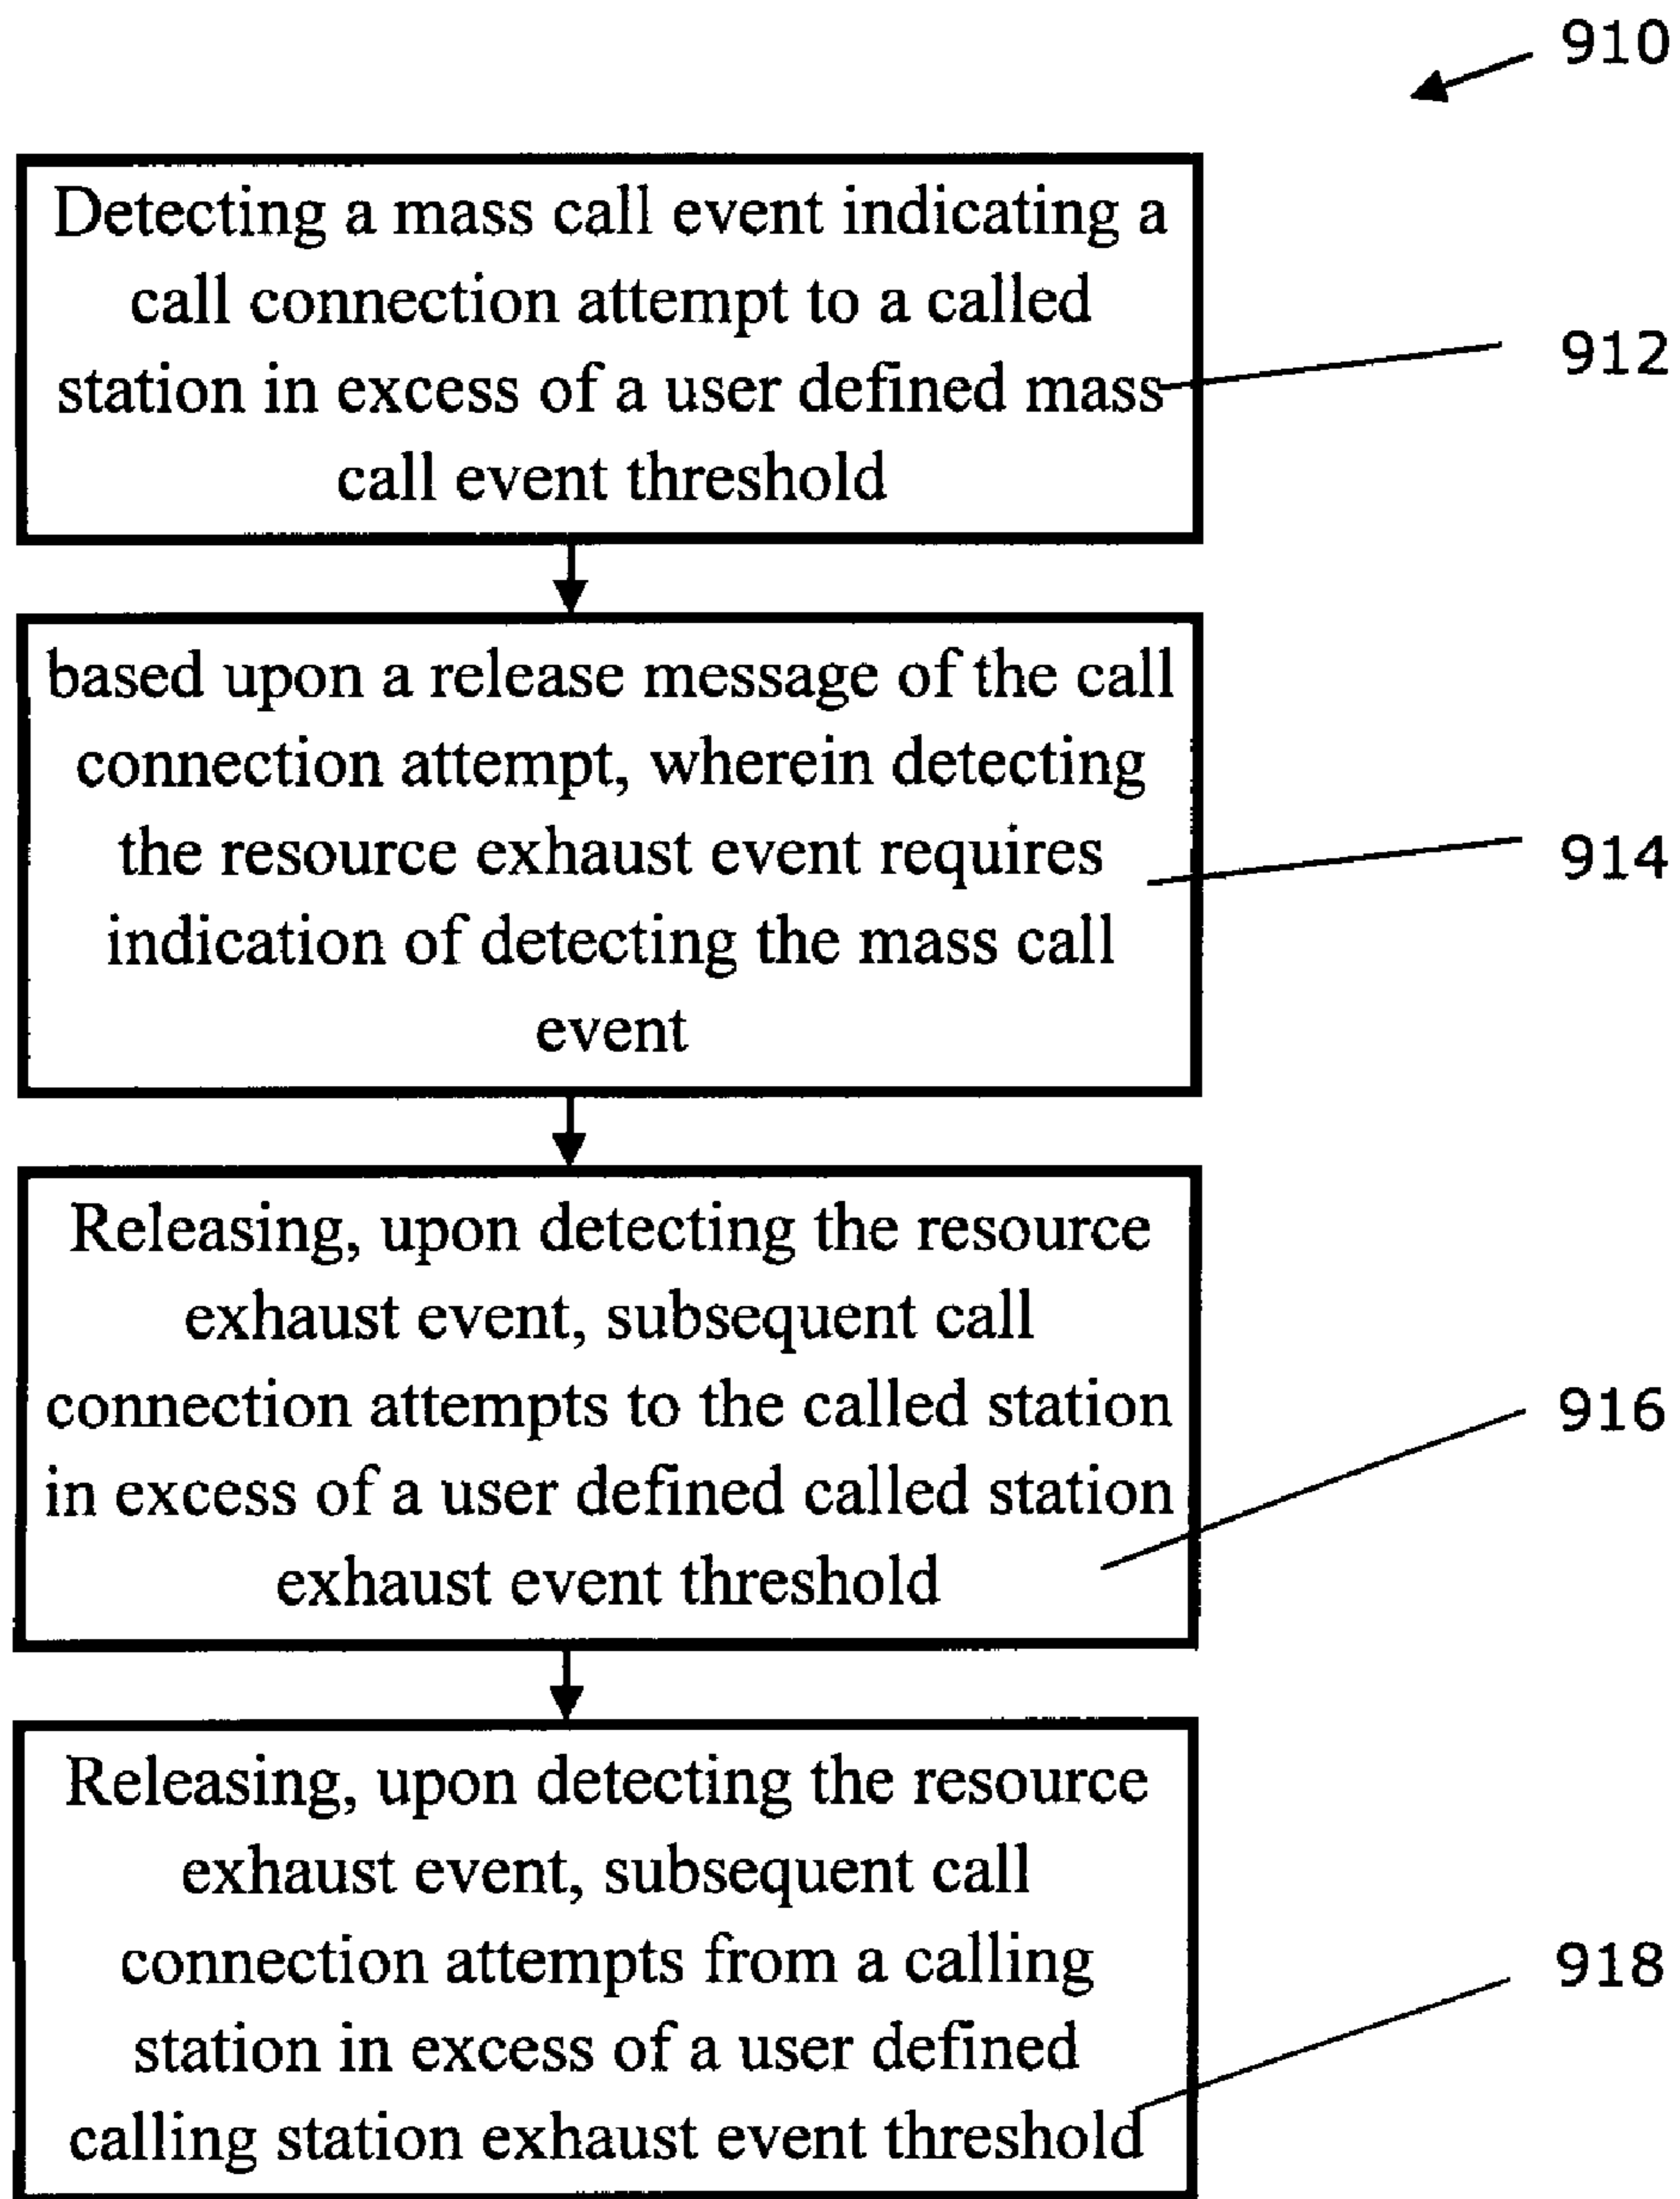 910
Detecting a mass call event indicating a
call connection attempt to a called
station in excess of a user defined mass
call event threshold
912
based upon a release message of the call
connection attempt, wherein detecting
the resource exhaust event requires
indication of detecting the mass call
event
914
Releasing, upon detecting the resource
exhaust event, subsequent call
connection attempts to the called station
in excess of a user defined called station
exhaust event threshold
916
Releasing, upon detecting the resource
exhaust event, subsequent call
connection attempts from a calling
station in excess of a user defined
calling station exhaust event threshold
918